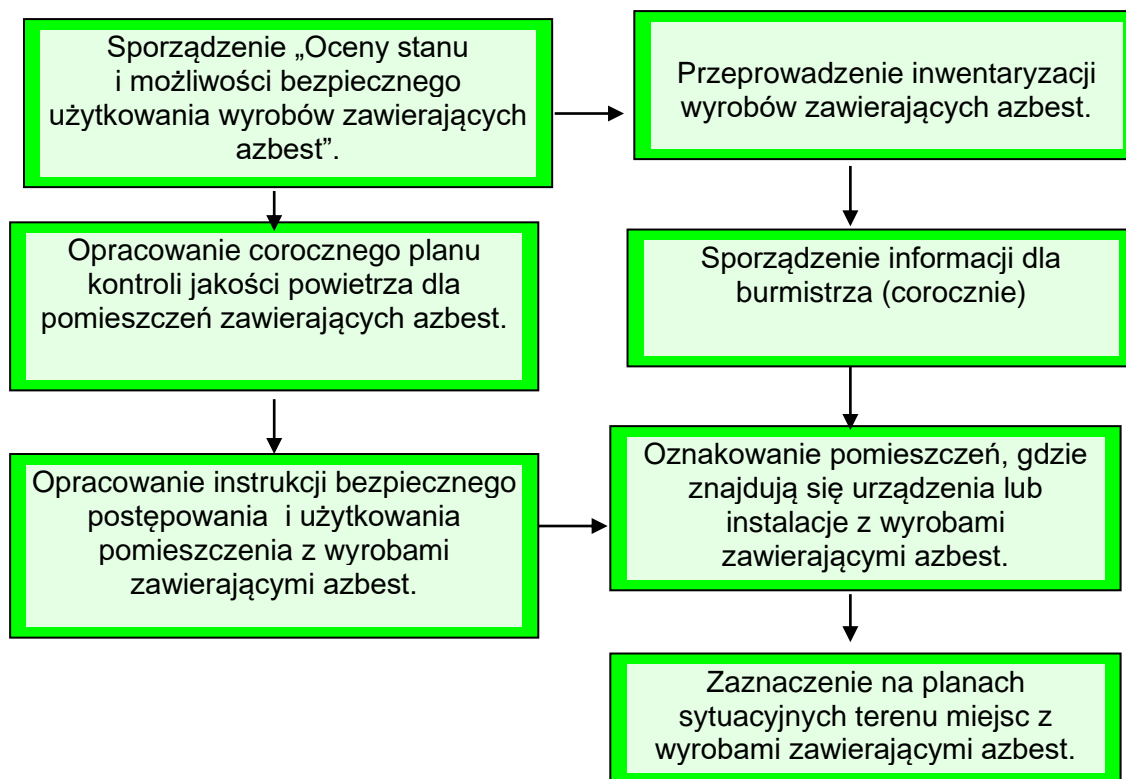 Sporządzenie „Oceny stanu
i możliwości bezpiecznego
użytkowania wyrobów zawierających
azbest”.
Przeprowadzenie inwentaryzacji
wyrobów zawierających azbest.
Opracowanie corocznego planu
kontroli jakości powietrza dla
pomieszczeń zawierających azbest.
Sporządzenie informacji dla
burmistrza (corocznie)
Opracowanie instrukcji bezpiecznego
postępowania i użytkowania
pomieszczenia z wyrobami
zawierającymi azbest.
Oznakowanie pomieszczeń, gdzie
znajdują się urządzenia lub
instalacje z wyrobami
zawierającymi azbest.
Zaznaczenie na planach
sytuacyjnych terenu miejsc z
wyrobami zawierającymi azbest.